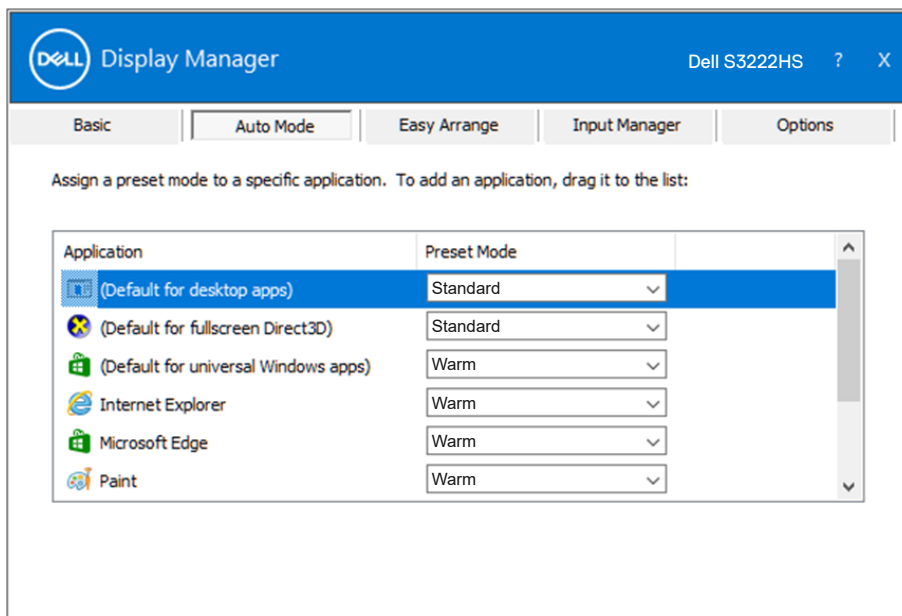 DELL Display Manager Dell S3222HS ? X
Basic Auto Mode Easy Arrange Input Manager Options
Assign a preset mode to a specific application. To add an application, drag it to the list:
Application Preset Mode
(Default for desktop apps) Standard
(Default for fullscreen Direct3D) Standard
(Default for universal Windows apps) Warm
Internet Explorer Warm
Microsoft Edge Warm
Paint Warm